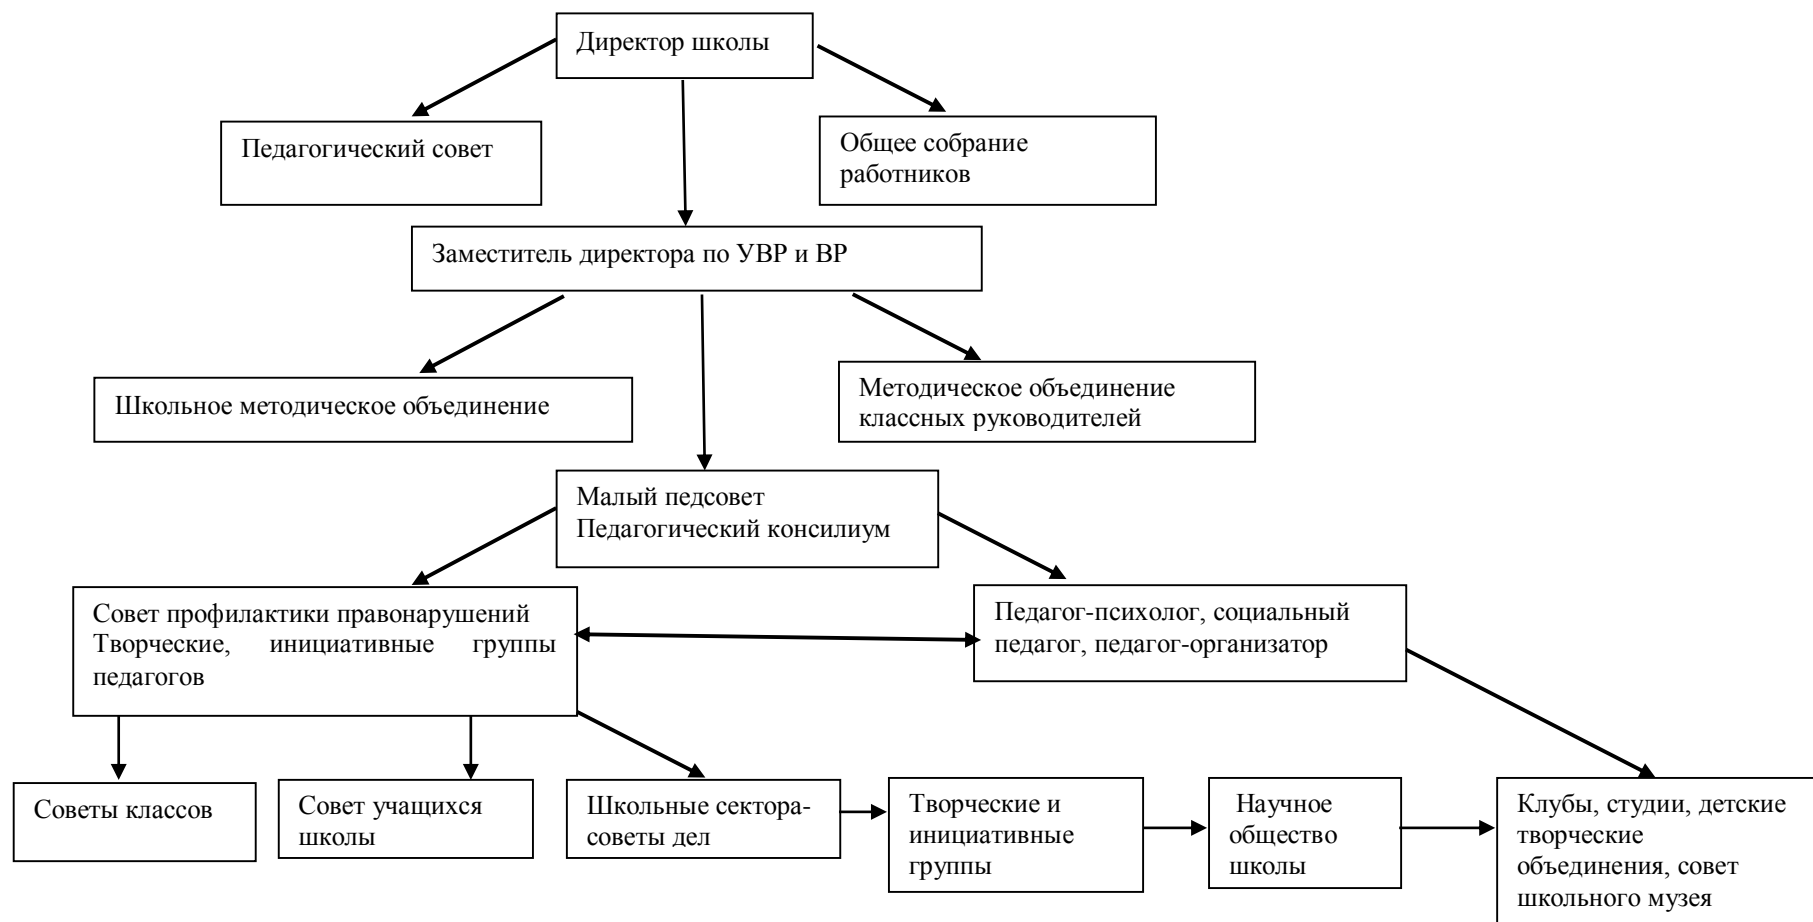 Директор школы
Педагогический совет
Общее собрание
работников
Заместитель директора по УВР и ВР
Школьное методическое объединение
Методическое объединение
классных руководителей
Малый педсовет
Педагогический консилиум
Совет профилактики правонарушений
Творческие, инициативные группы
педагогов
Педагог-психолог, социальный
педагог, педагог-организатор
Советы классов
Совет учащихся
школы
Школьные сектора-
советы дел
Творческие и
инициативные
группы
Научное
общество
школы
Клубы, студии, детские
творческие
объединения, совет
школьного музея